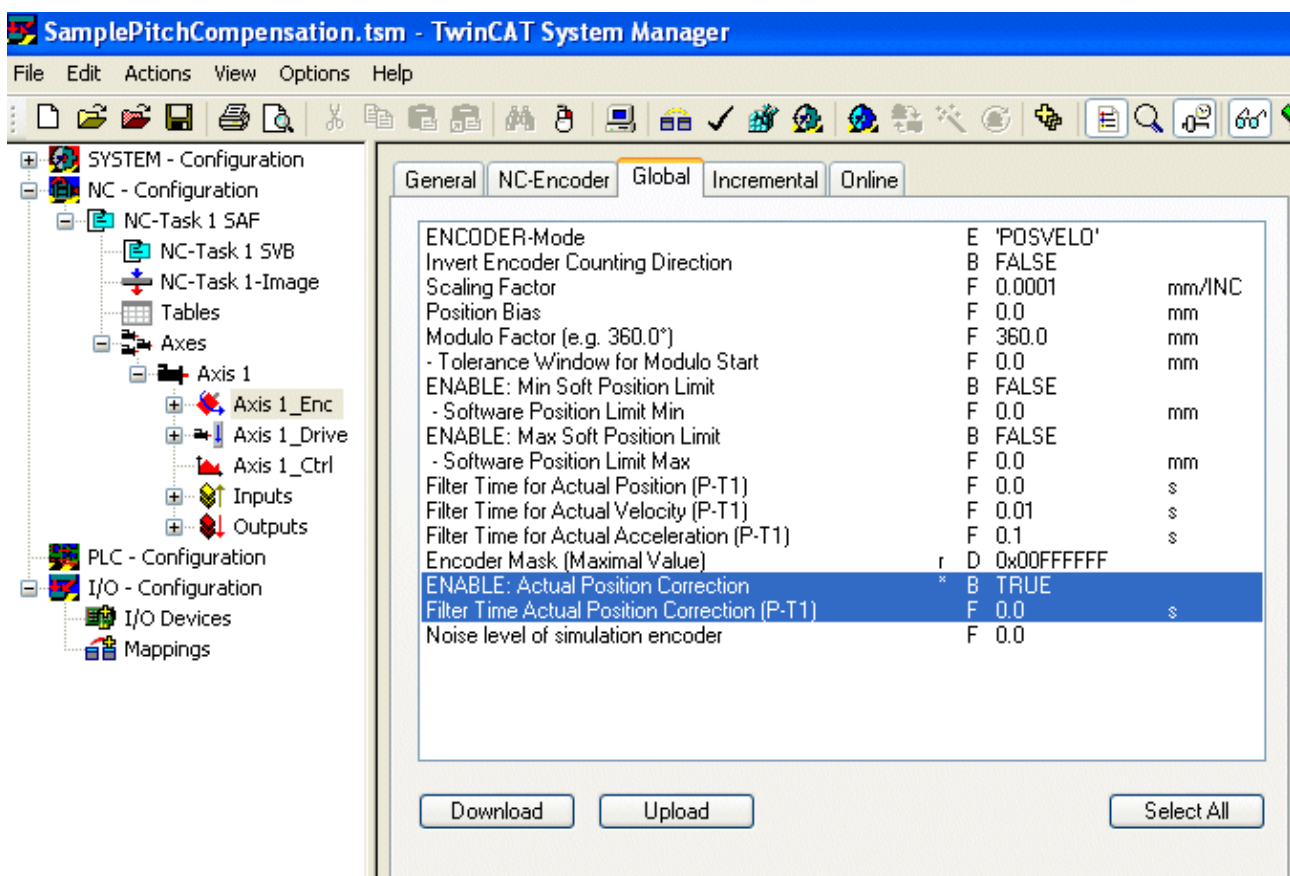 SamplePitchCompensation.tsm - TwinCAT System Manager
File Edit Actions View Options Help
SYSTEM - Configuration
NC - Configuration
NC-Task 1 SAF
NC-Task 1 SVB
NC-Task 1-Image
Tables
Axes
Axis 1
Axis 1_Enc
Axis 1_Drive
Axis 1_Ctrl
Inputs
Outputs
PLC - Configuration
I/O - Configuration
I/O Devices
Mappings
General NC-Encoder Global Incremental Online
ENCODER-Mode E 'POSVELO'
Invert Encoder Counting Direction B FALSE
Scaling Factor F 0.0001 mm/INC
Position Bias F 0.0 mm
Modulo Factor (e.g. 360.0°) F 360.0 mm
- Tolerance Window for Modulo Start F 0.0 mm
ENABLE: Min Soft Position Limit B FALSE
- Software Position Limit Min F 0.0 mm
ENABLE: Max Soft Position Limit B FALSE
- Software Position Limit Max F 0.0 mm
Filter Time for Actual Position (P-T1) F 0.0 s
Filter Time for Actual Velocity (P-T1) F 0.01 s
Filter Time for Actual Acceleration (P-T1) F 0.1 s
Encoder Mask (Maximal Value) r D 0x00FFFFFF
ENABLE: Actual Position Correction * B TRUE
Filter Time Actual Position Correction (P-T1) F 0.0 s
Noise level of simulation encoder F 0.0
Download Upload Select All